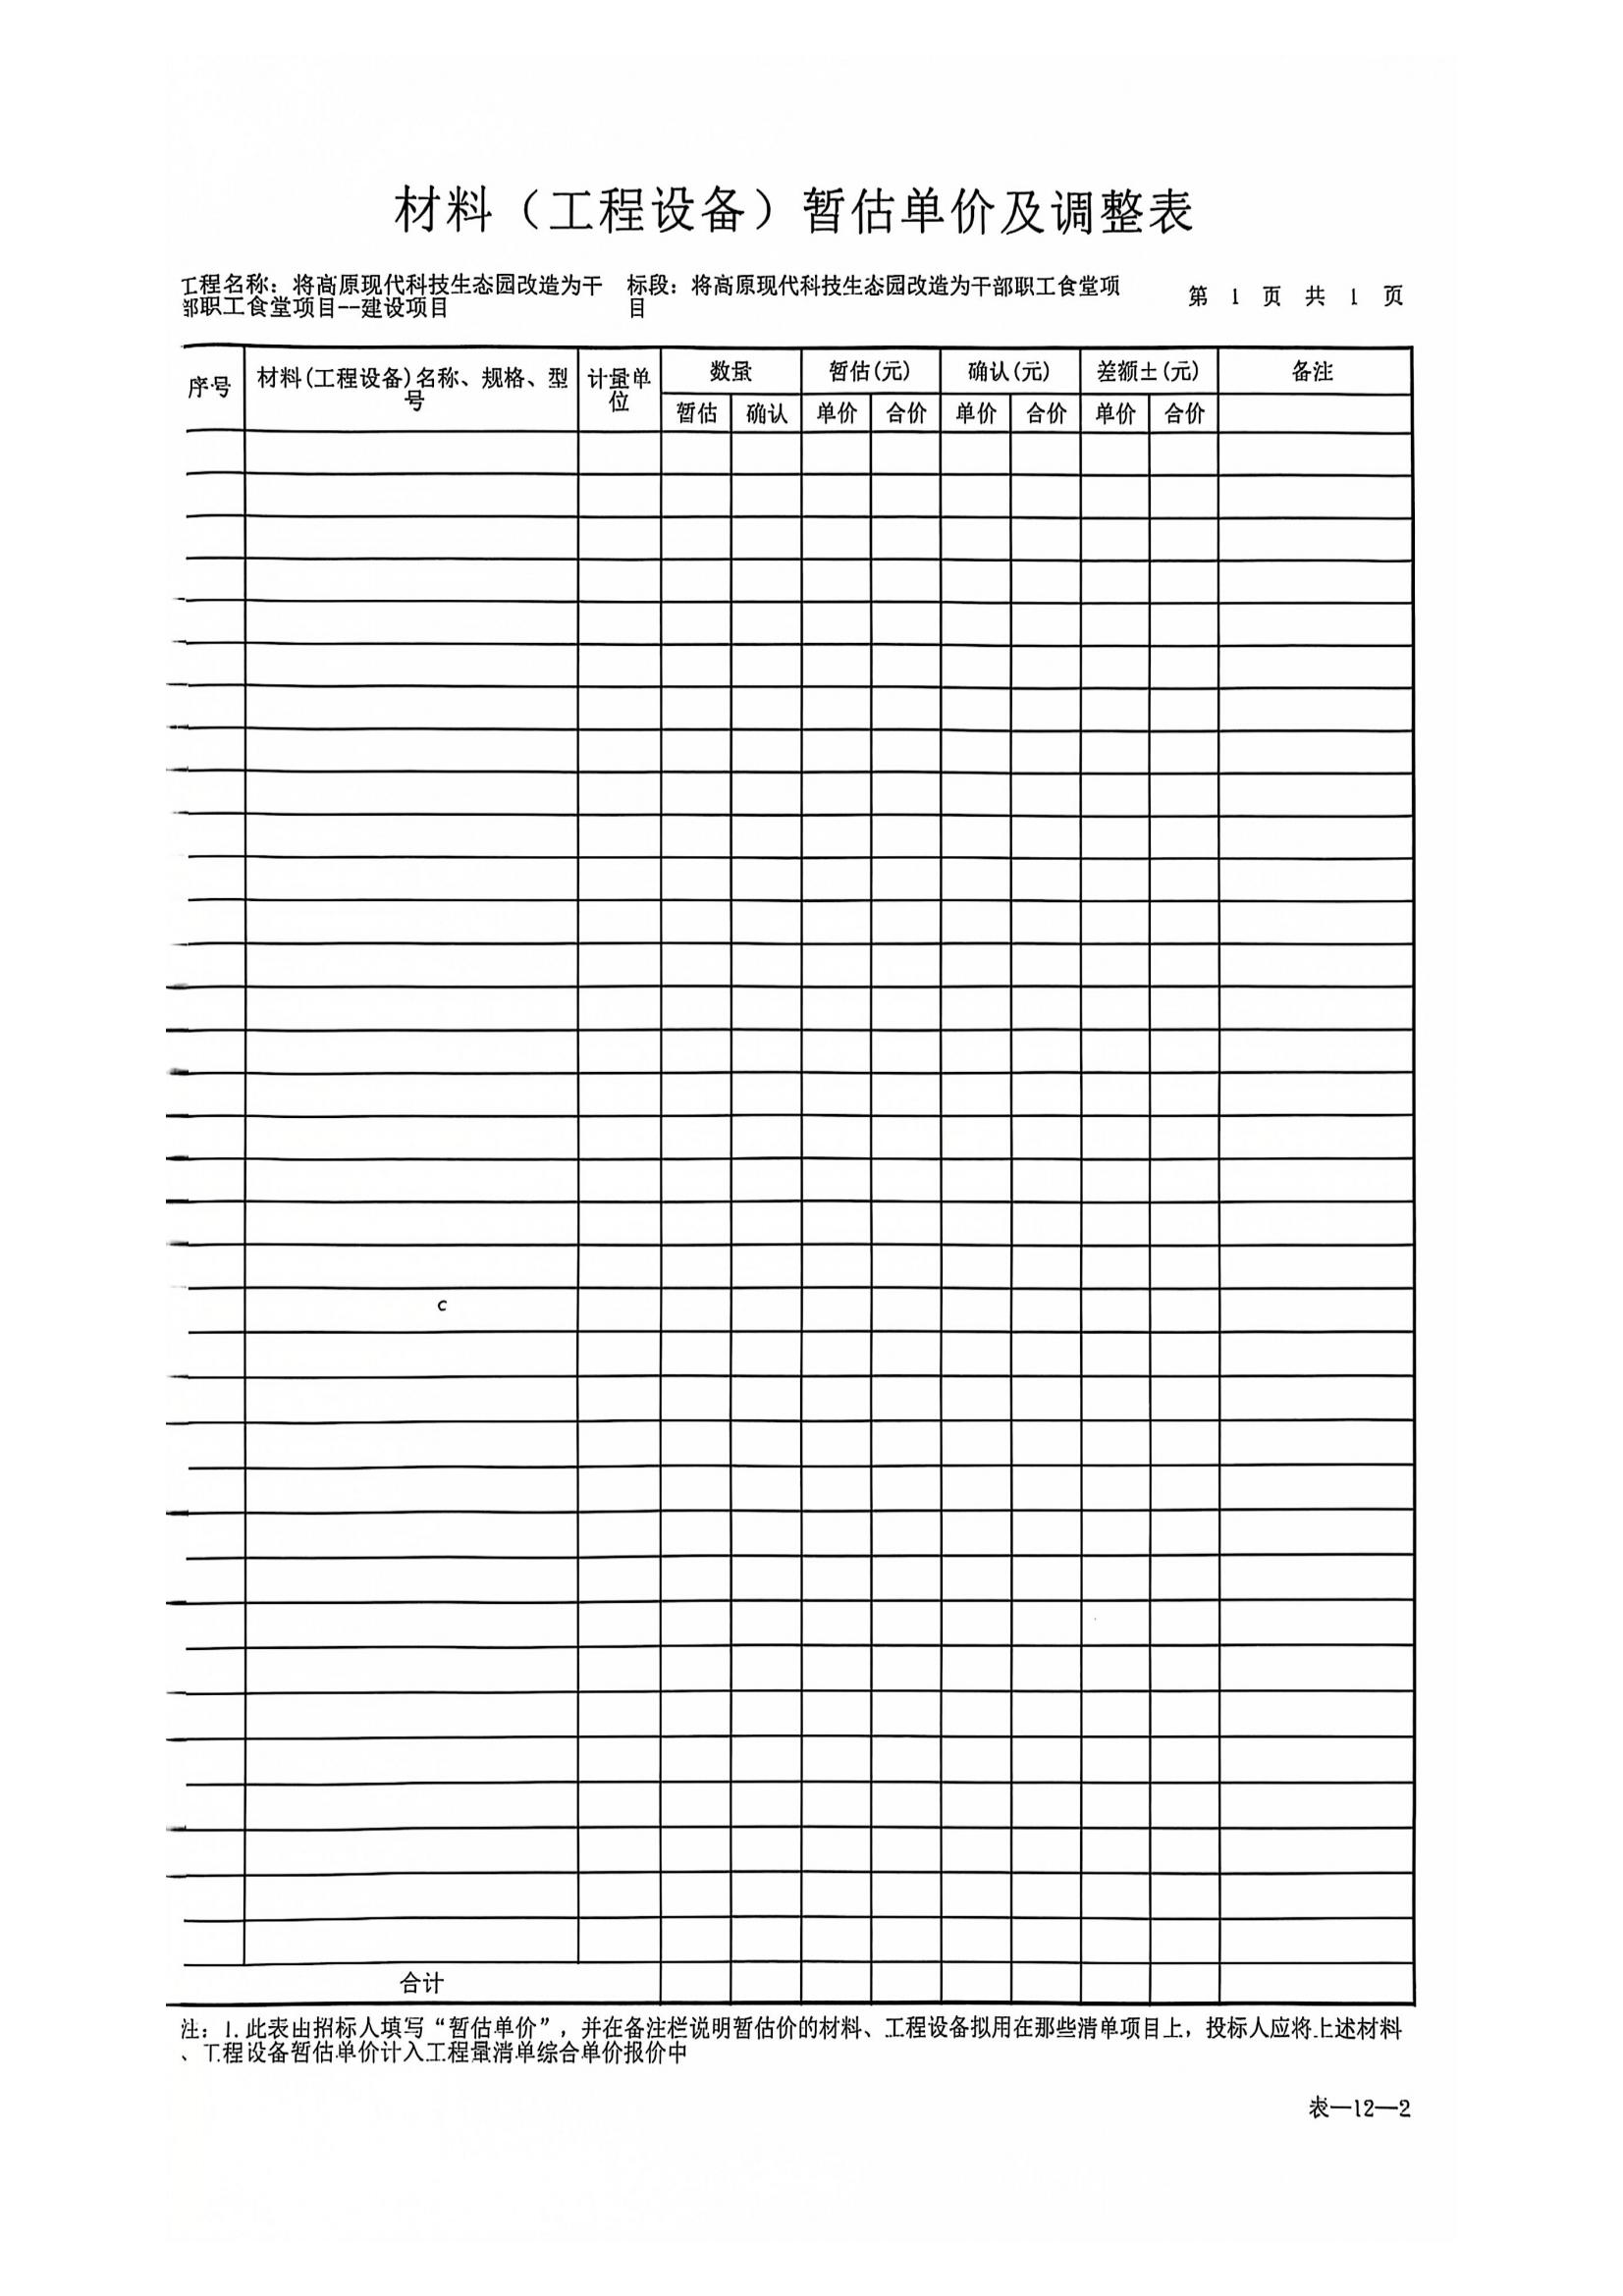 材料（工程设备）暂估单价及调整表
工程名称：将高原现代科技生态园改造为干
部职工食堂项目--建设项目
标段：将高原现代科技生态园改造为干部职工食堂项
目
第 1 页 共 1 页
序号 材料(工程设备)名称、规格、型号 计量单位 数量 暂估(元) 确认(元) 差额士(元) 备注
暂估 确认 单价 合价 单价 合价 单价 合价
c
合计
注：1.此表由招标人填写“暂估单价”，并在备注栏说明暂估价的材料、工程设备拟用在那些清单项目上，投标人应将上述材料
、工程设备暂估单价计入工程量清单综合单价报价中
表—12—2